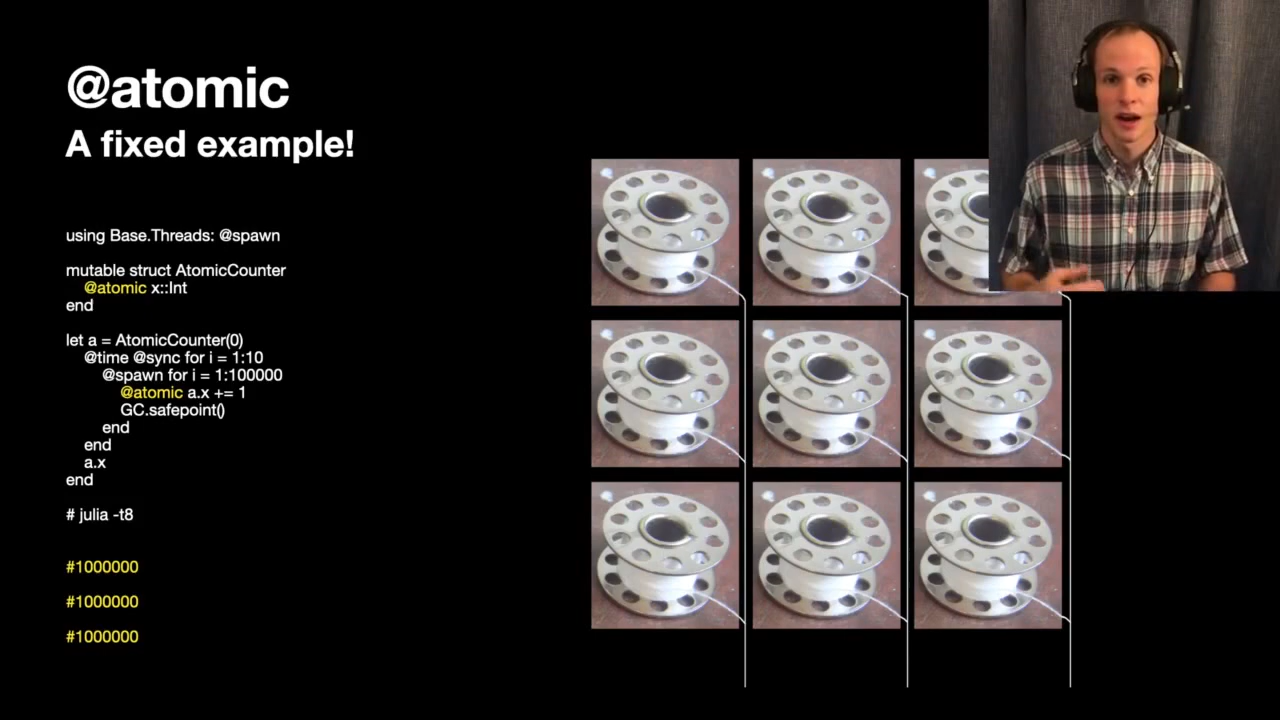 @atomic
A fixed example!
using Base.Threads: @spawn
mutable struct AtomicCounter
@atomic x::Int
end
let a = AtomicCounter(0)
@time @sync for i = 1:10
@spawn for i = 1:100000
@atomic a.x += 1
GC.safepoint()
end
end
a.x
end
# julia -t8
#1000000
#1000000
#1000000